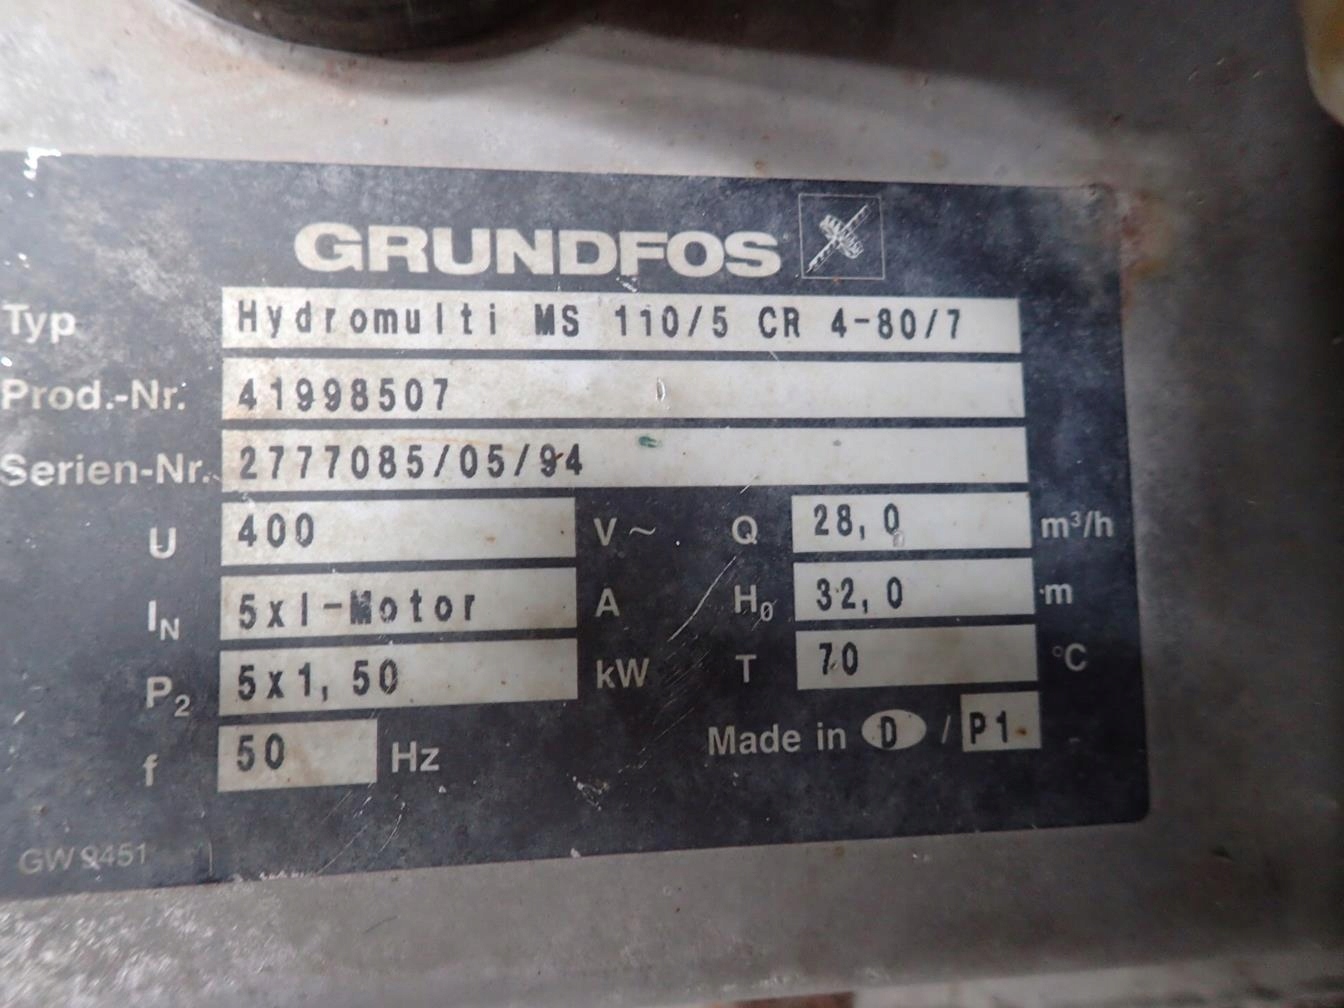 GRUNDFOS
Typ Hydromulti MS 110/5 CR 4-80/7
Prod.-Nr. 41998507
Serien-Nr. 2777085/05/94
U 400 V~ Q 28,0 m³/h
I_N 5xI-Motor A H₀ 32,0 m
P₂ 5x1,50 kW T 70 °C
f 50 Hz Made in D / P1
GW 9451